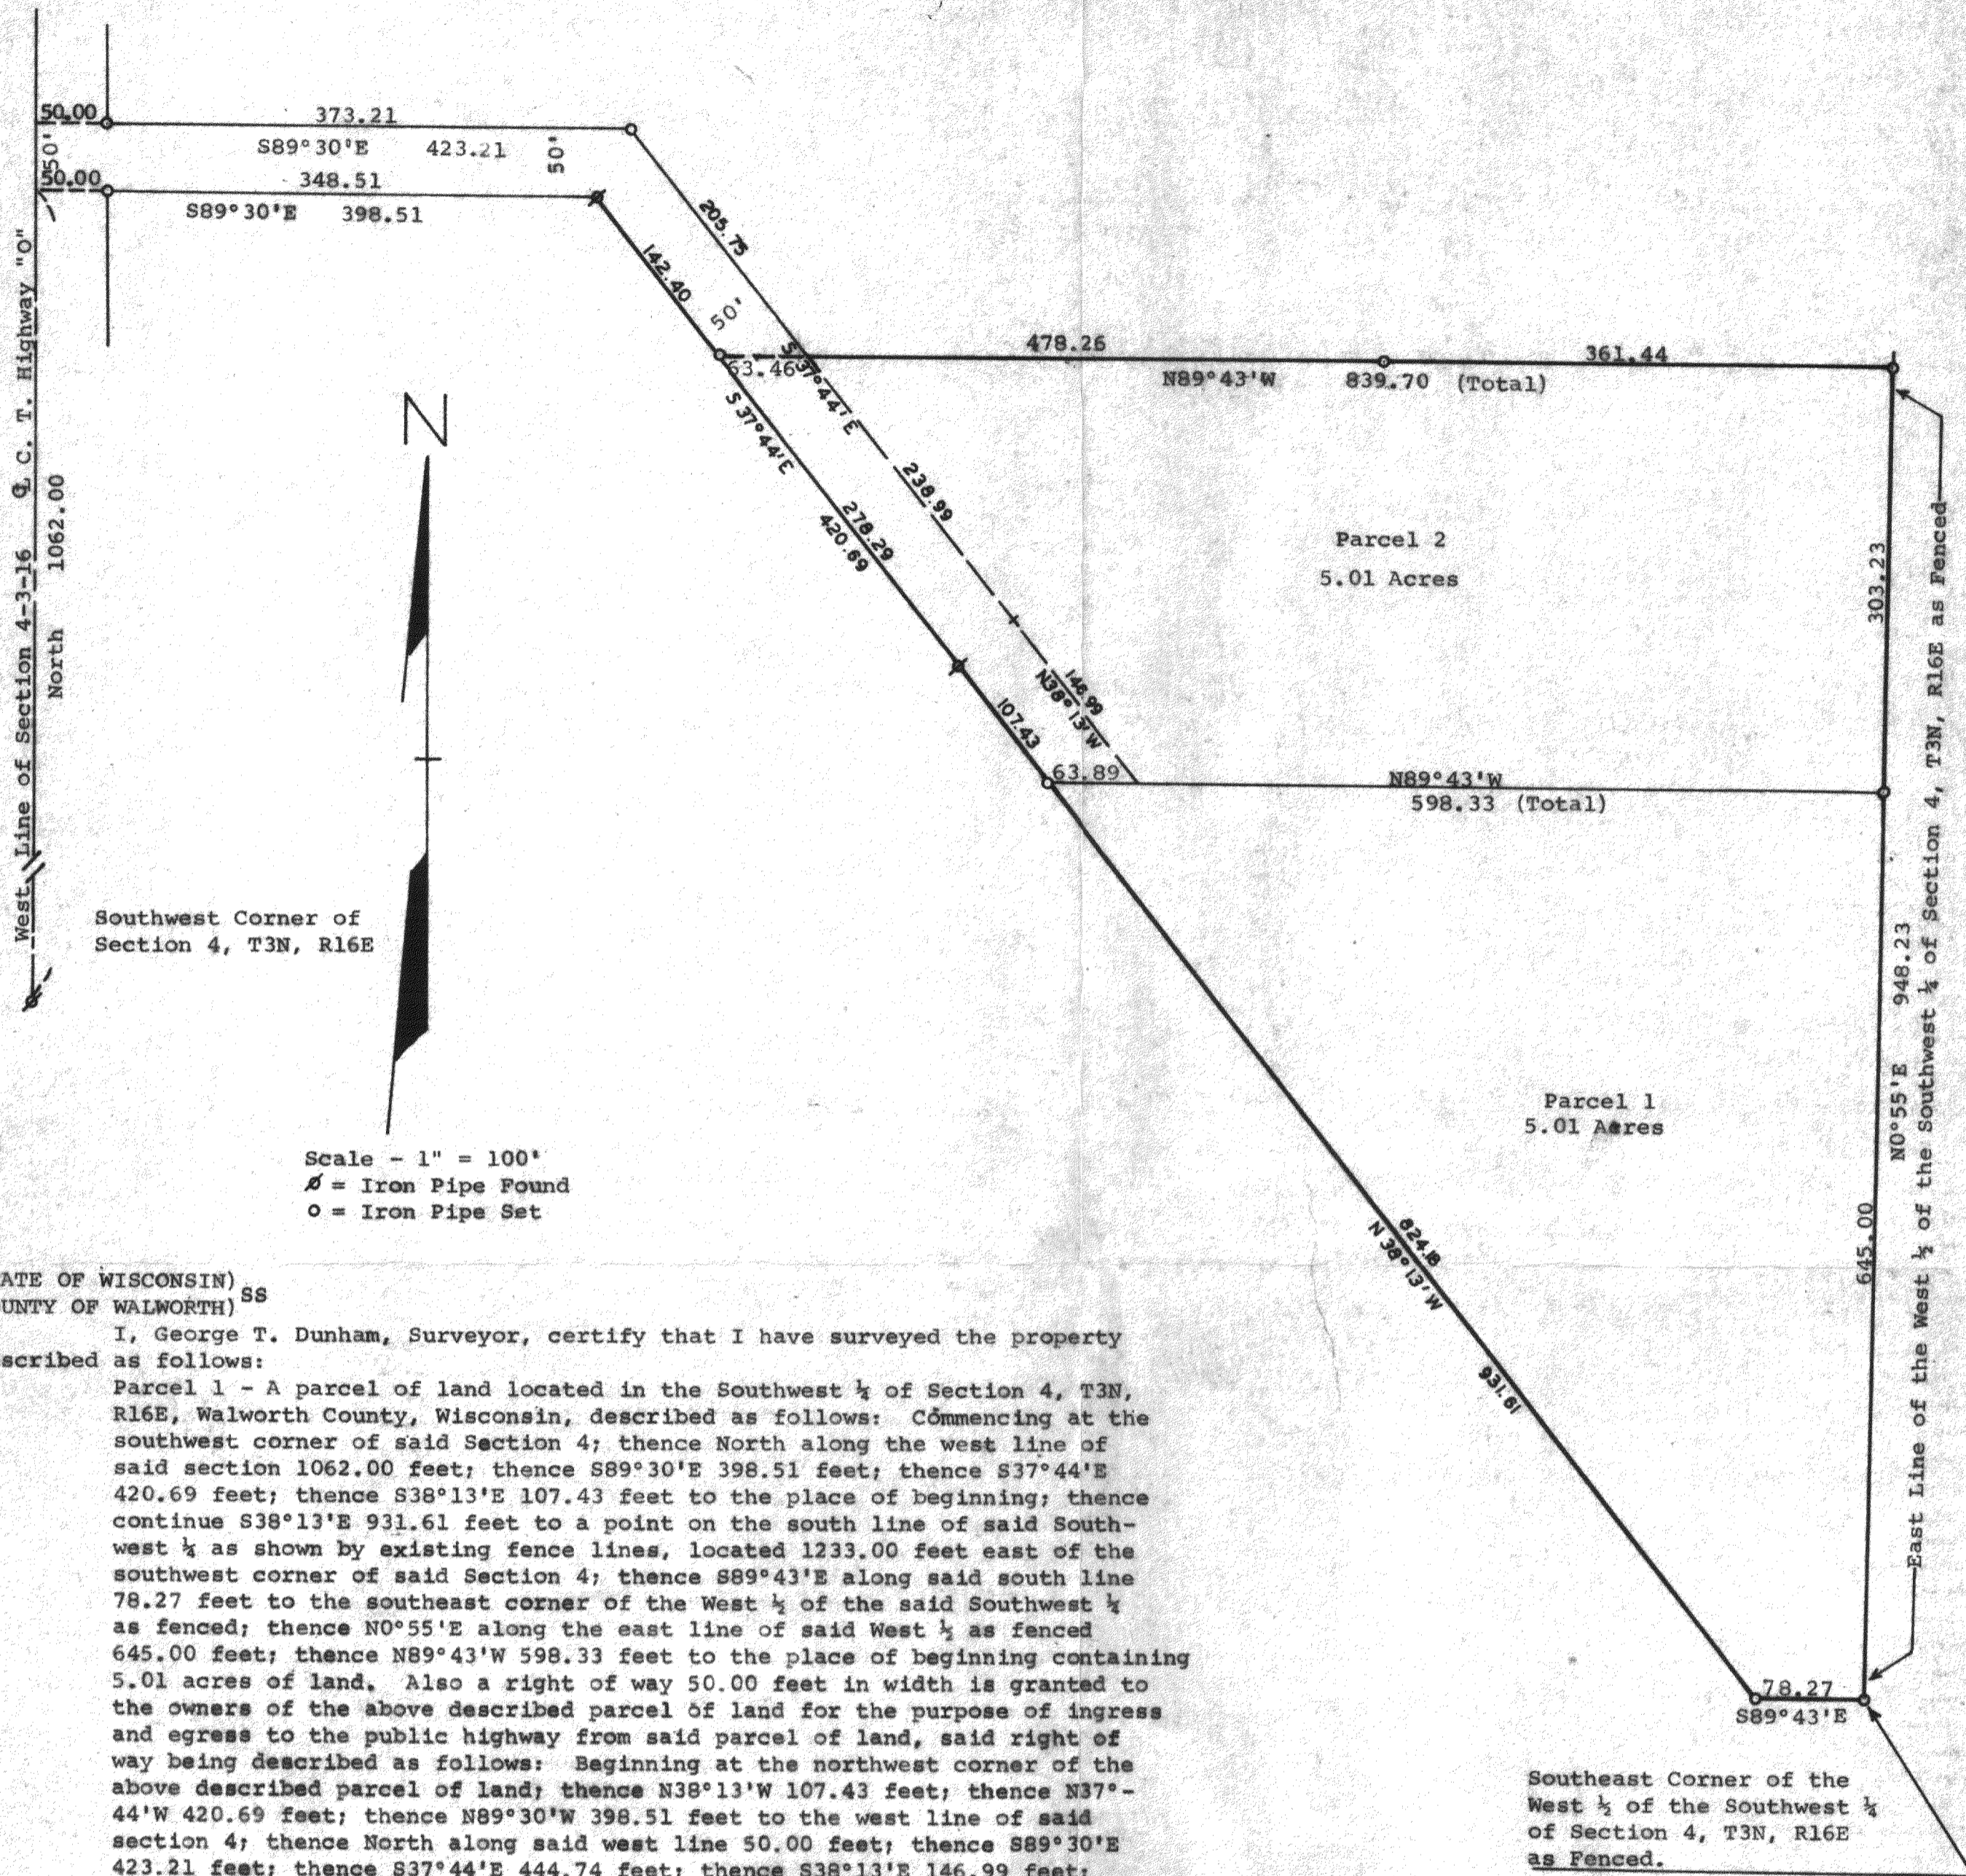 50.00
373.21
S89°30'E 423.21
50'
50'
50.00
348.51
S89°30'E 398.51
West Line of Section 4-3-16 ℄ C. T. Highway "O"
North 1062.00
205.75
142.40
50'
63.46
S 37°44' E
478.26
361.44
N89°43'W 839.70 (Total)
S 37°44' E
238.99
278.29
420.69
N
Parcel 2
5.01 Acres
303.23
146.99
N38° 13' W
107.43
63.89
N89°43'W
598.33 (Total)
Southwest Corner of
Section 4, T3N, R16E
N0°55'E 948.23
East Line of the West ½ of the Southwest ¼ of Section 4, T3N, R16E as Fenced
Parcel 1
5.01 Acres
645.00
824.18
N 38° 13' W
931.61
Scale - 1" = 100'
= Iron Pipe Found
o = Iron Pipe Set
78.27
S89°43'E
Southeast Corner of the
West ½ of the Southwest ¼
of Section 4, T3N, R16E
as Fenced.
ATE OF WISCONSIN)
SS
UNTY OF WALWORTH)
I, George T. Dunham, Surveyor, certify that I have surveyed the property
scribed as follows:
Parcel 1 - A parcel of land located in the Southwest ¼ of Section 4, T3N,
R16E, Walworth County, Wisconsin, described as follows: Commencing at the
southwest corner of said Section 4; thence North along the west line of
said section 1062.00 feet; thence S89°30'E 398.51 feet; thence S37°44'E
420.69 feet; thence S38°13'E 107.43 feet to the place of beginning; thence
continue S38°13'E 931.61 feet to a point on the south line of said South-
west ¼ as shown by existing fence lines, located 1233.00 feet east of the
southwest corner of said Section 4; thence S89°43'E along said south line
78.27 feet to the southeast corner of the West ½ of the said Southwest ¼
as fenced; thence N0°55'E along the east line of said West ½ as fenced
645.00 feet; thence N89°43'W 598.33 feet to the place of beginning containing
5.01 acres of land. Also a right of way 50.00 feet in width is granted to
the owners of the above described parcel of land for the purpose of ingress
and egress to the public highway from said parcel of land, said right of
way being described as follows: Beginning at the northwest corner of the
above described parcel of land; thence N38°13'W 107.43 feet; thence N37°-
44'W 420.69 feet; thence N89°30'W 398.51 feet to the west line of said
section 4; thence North along said west line 50.00 feet; thence S89°30'E
423.21 feet; thence S37°44'E 444.74 feet; thence S38°13'E 146.99 feet;